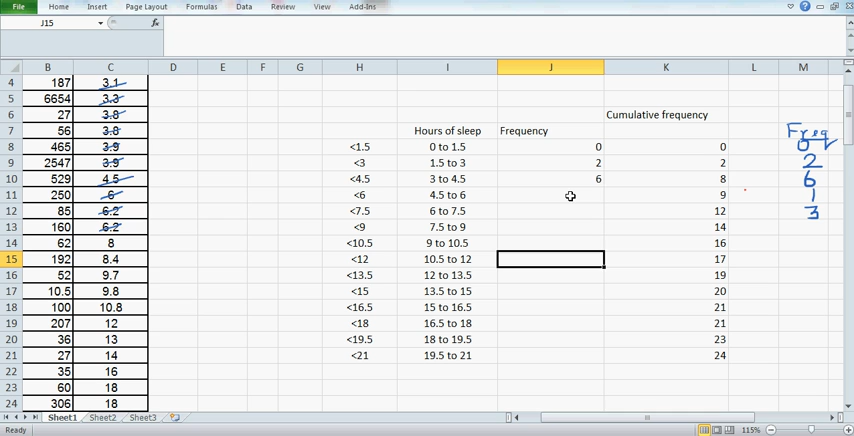 File Home Insert Page Layout Formulas Data Review View Add-Ins
J15 fx
B C D E F G H I J K L M
4 187 3.1
5 6654 3.3
6 27 3.8 Cumulative frequency
7 56 3.8 Hours of sleep Frequency Freq
8 465 3.9 <1.5 0 to 1.5 0 0 0
9 2547 3.9 <3 1.5 to 3 2 2 2
10 529 4.5 <4.5 3 to 4.5 6 8 6
11 250 6 <6 4.5 to 6 9 1
12 85 6.2 <7.5 6 to 7.5 12 3
13 160 6.2 <9 7.5 to 9 14
14 62 8 <10.5 9 to 10.5 16
15 192 8.4 <12 10.5 to 12 17
16 52 9.7 <13.5 12 to 13.5 19
17 10.5 9.8 <15 13.5 to 15 20
18 100 10.8 <16.5 15 to 16.5 21
19 207 12 <18 16.5 to 18 21
20 36 13 <19.5 18 to 19.5 23
21 27 14 <21 19.5 to 21 24
22 35 16
23 60 18
24 306 18
Sheet1 Sheet2 Sheet3
Ready 115%